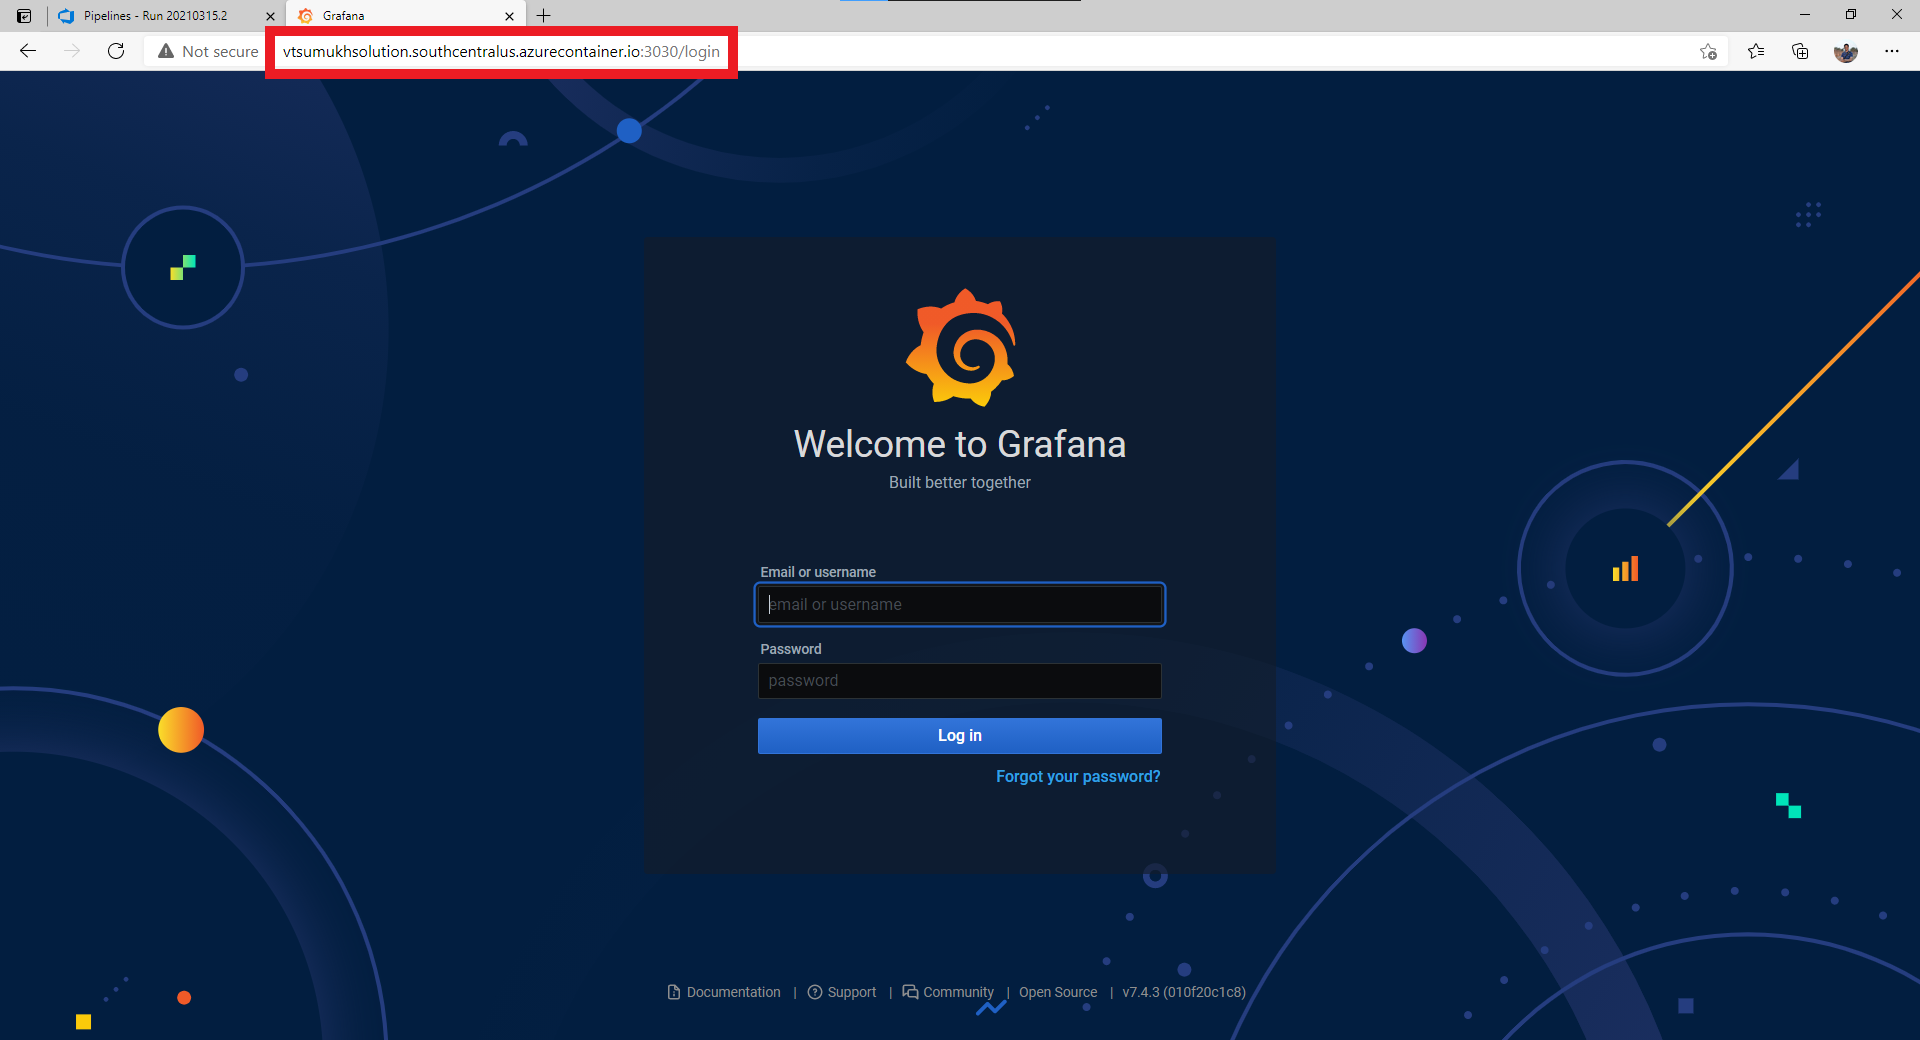 Pipelines - Run 20210315.2
Grafana
Not secure
vtsumukhsolution.southcentralus.azurecontainer.io:3030/login
Welcome to Grafana
Built better together
Email or username
email or username
Password
password
Log in
Forgot your password?
Documentation | Support | Community | Open Source | v7.4.3 (010f20c1c8)